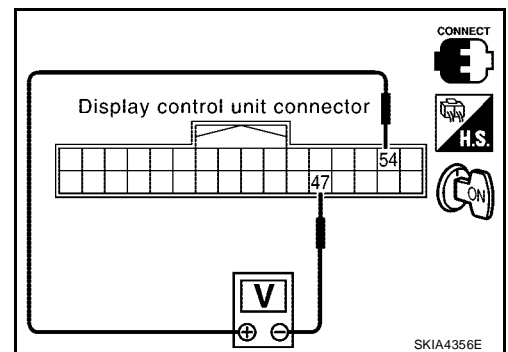 CONNECT
Display control unit connector
H.S.
54
47
ON
V
+ −
SKIA4356E